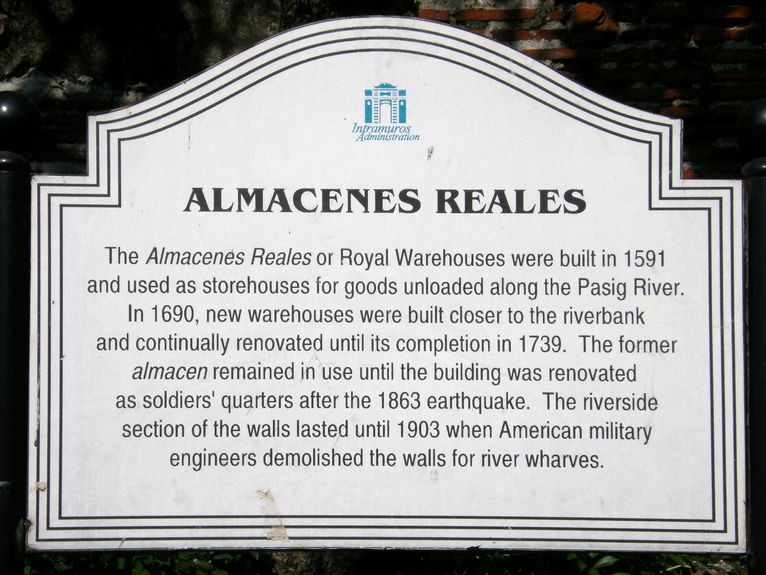 Intramuros
Administration
ALMACENES REALES
The Almacenes Reales or Royal Warehouses were built in 1591
and used as storehouses for goods unloaded along the Pasig River.
In 1690, new warehouses were built closer to the riverbank
and continually renovated until its completion in 1739.  The former
almacen remained in use until the building was renovated
as soldiers' quarters after the 1863 earthquake.  The riverside
section of the walls lasted until 1903 when American military
engineers demolished the walls for river wharves.